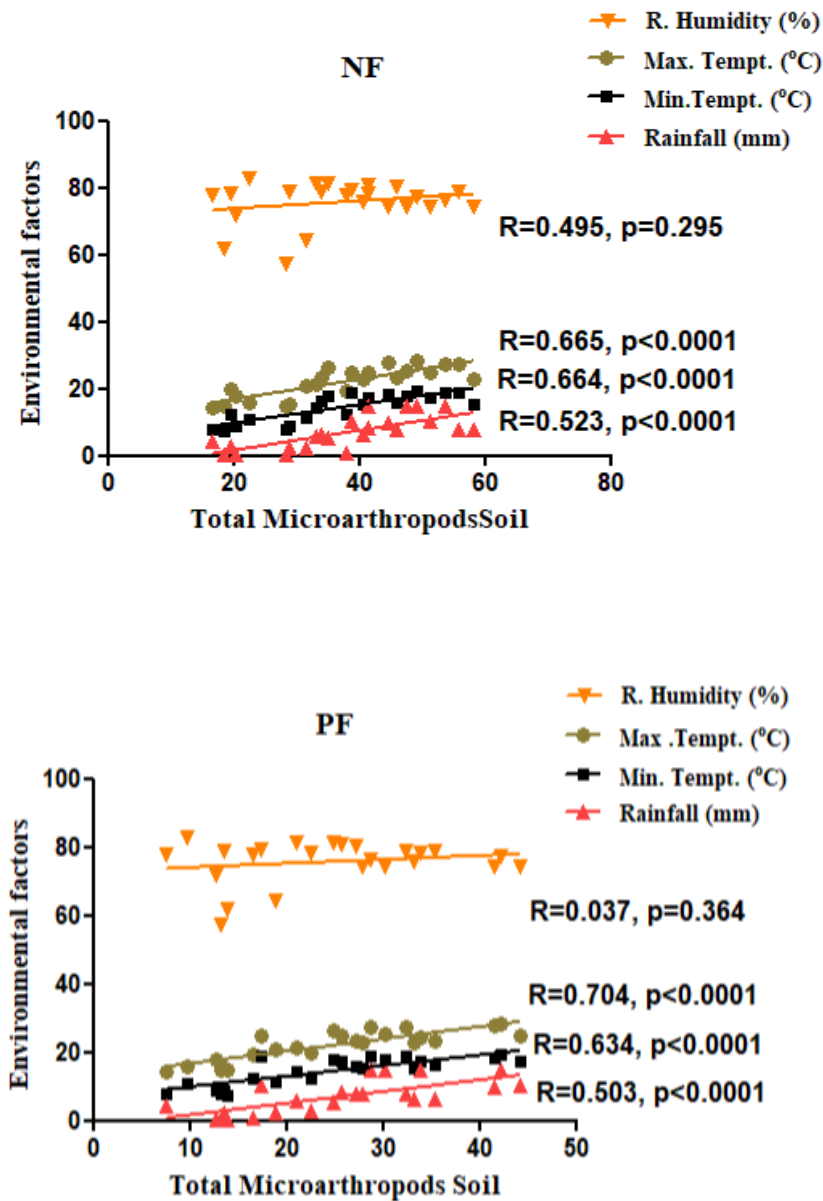 R. Humidity (%)
Max. Tempt. (⁰C)
Min.Tempt. (⁰C)
Rainfall (mm)
NF
Environmental factors
100
80
60
40
20
0
R=0.495, p=0.295
R=0.665, p<0.0001
R=0.664, p<0.0001
R=0.523, p<0.0001
20 40 60 80
Total MicroarthropodsSoil
R. Humidity (%)
Max .Tempt. (⁰C)
Min. Tempt. (⁰C)
Rainfall (mm)
PF
Environmental factors
100
80
60
40
20
0
R=0.037, p=0.364
R=0.704, p<0.0001
R=0.634, p<0.0001
R=0.503, p<0.0001
0 10 20 30 40 50
Total Microarthropods Soil